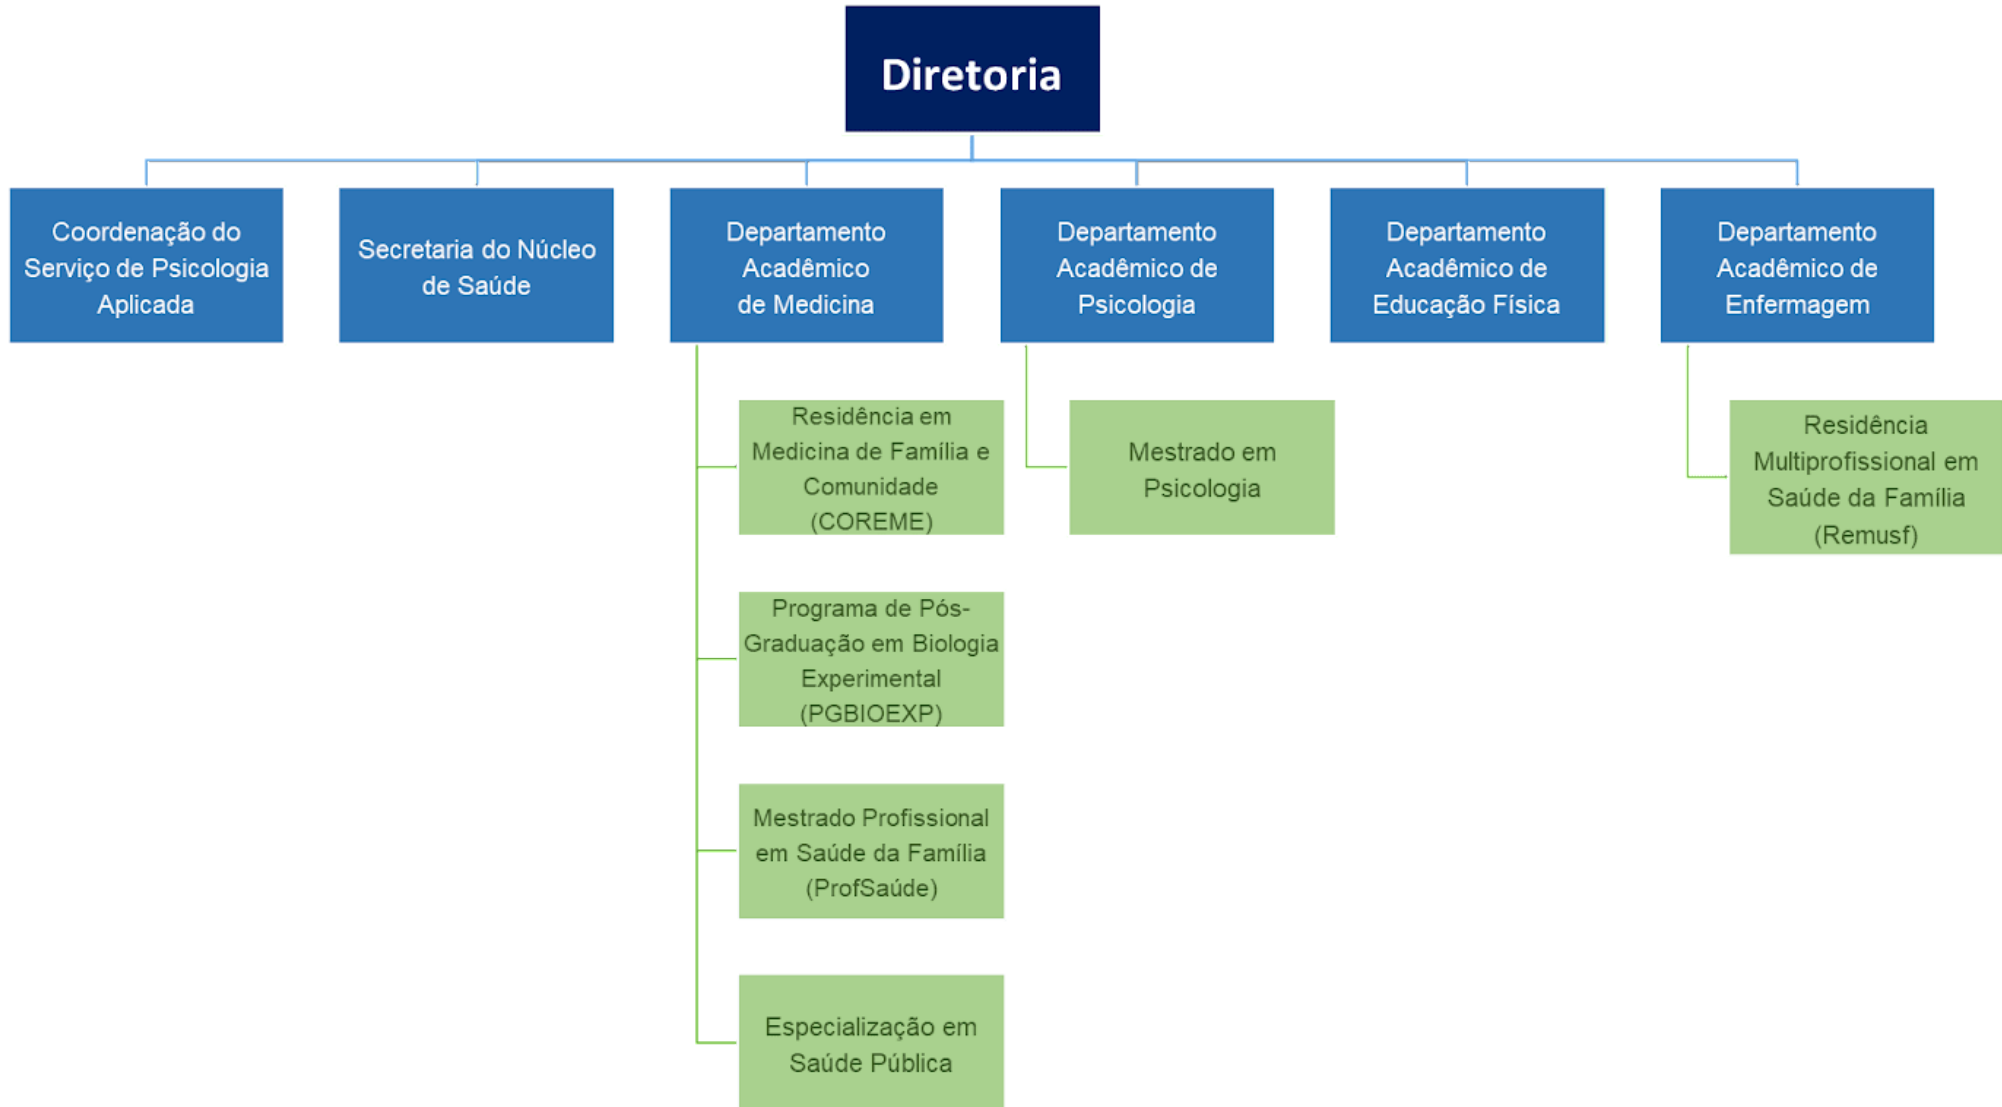 Diretoria
Coordenação do
Serviço de Psicologia
Aplicada
Secretaria do Núcleo
de Saúde
Departamento
Acadêmico
de Medicina
Departamento
Acadêmico de
Psicologia
Departamento
Acadêmico de
Educação Física
Departamento
Acadêmico de
Enfermagem
Residência em
Medicina de Família e
Comunidade
(COREME)
Programa de Pós-
Graduação em Biologia
Experimental
(PGBIOEXP)
Mestrado Profissional
em Saúde da Família
(ProfSaúde)
Especialização em
Saúde Pública
Mestrado em
Psicologia
Residência
Multiprofissional em
Saúde da Família
(Remusf)